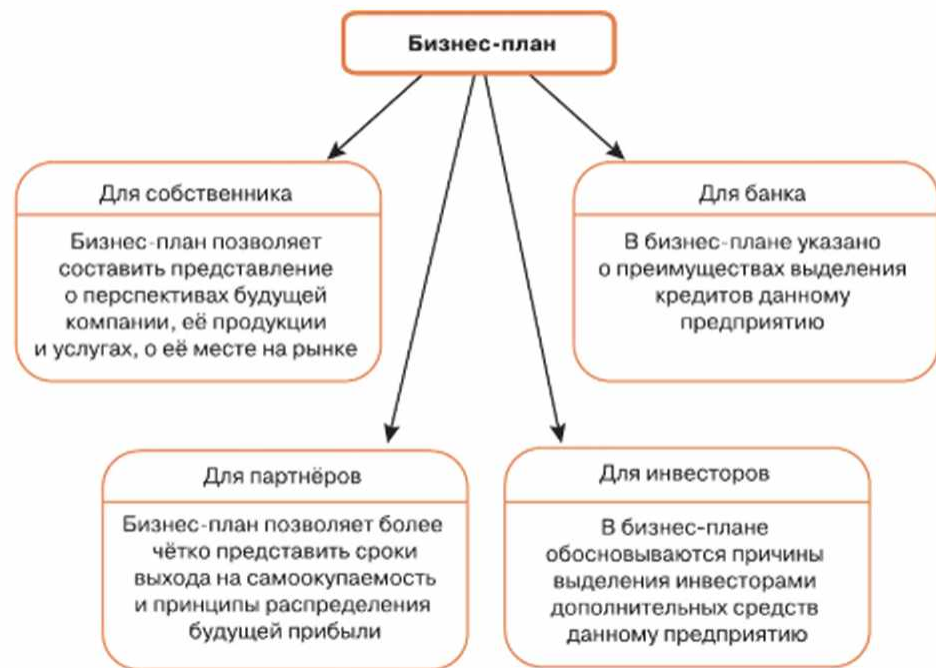 Бизнес-план
Для собственника
Бизнес-план позволяет
составить представление
о перспективах будущей
компании, её продукции
и услугах, о её месте на рынке
Для банка
В бизнес-плане указано
о преимуществах выделения
кредитов данному
предприятию
Для партнёров
Бизнес-план позволяет более
чётко представить сроки
выхода на самоокупаемость
и принципы распределения
будущей прибыли
Для инвесторов
В бизнес-плане
обосновываются причины
выделения инвесторами
дополнительных средств
данному предприятию